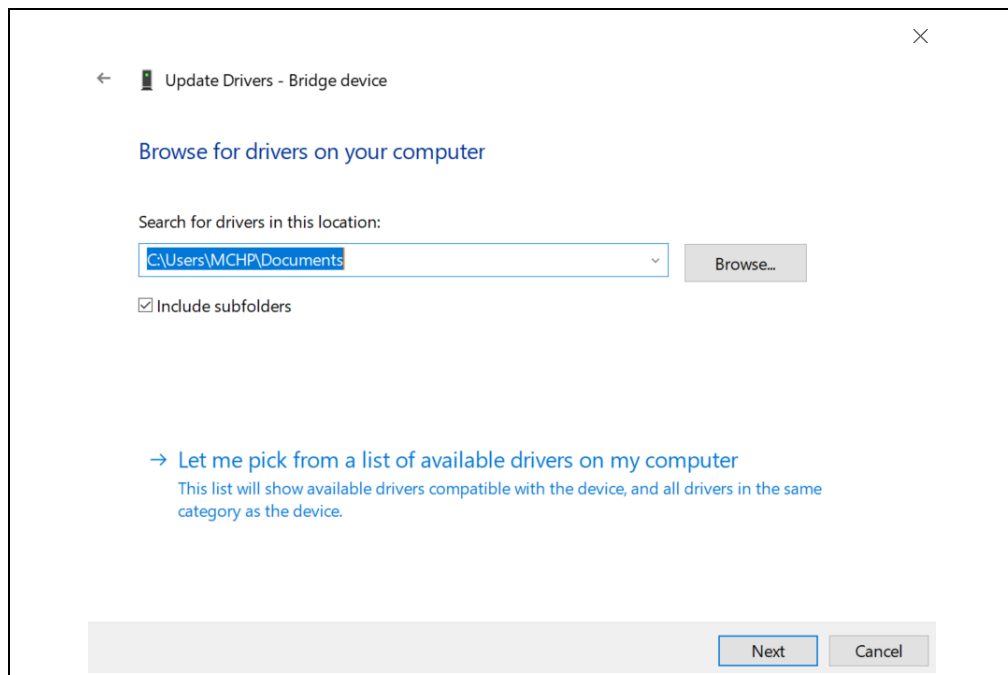 Update Drivers - Bridge device
Browse for drivers on your computer
Search for drivers in this location:
C:\Users\MCHP\Documents
Browse...
Include subfolders
Let me pick from a list of available drivers on my computer
This list will show available drivers compatible with the device, and all drivers in the same
category as the device.
Next
Cancel